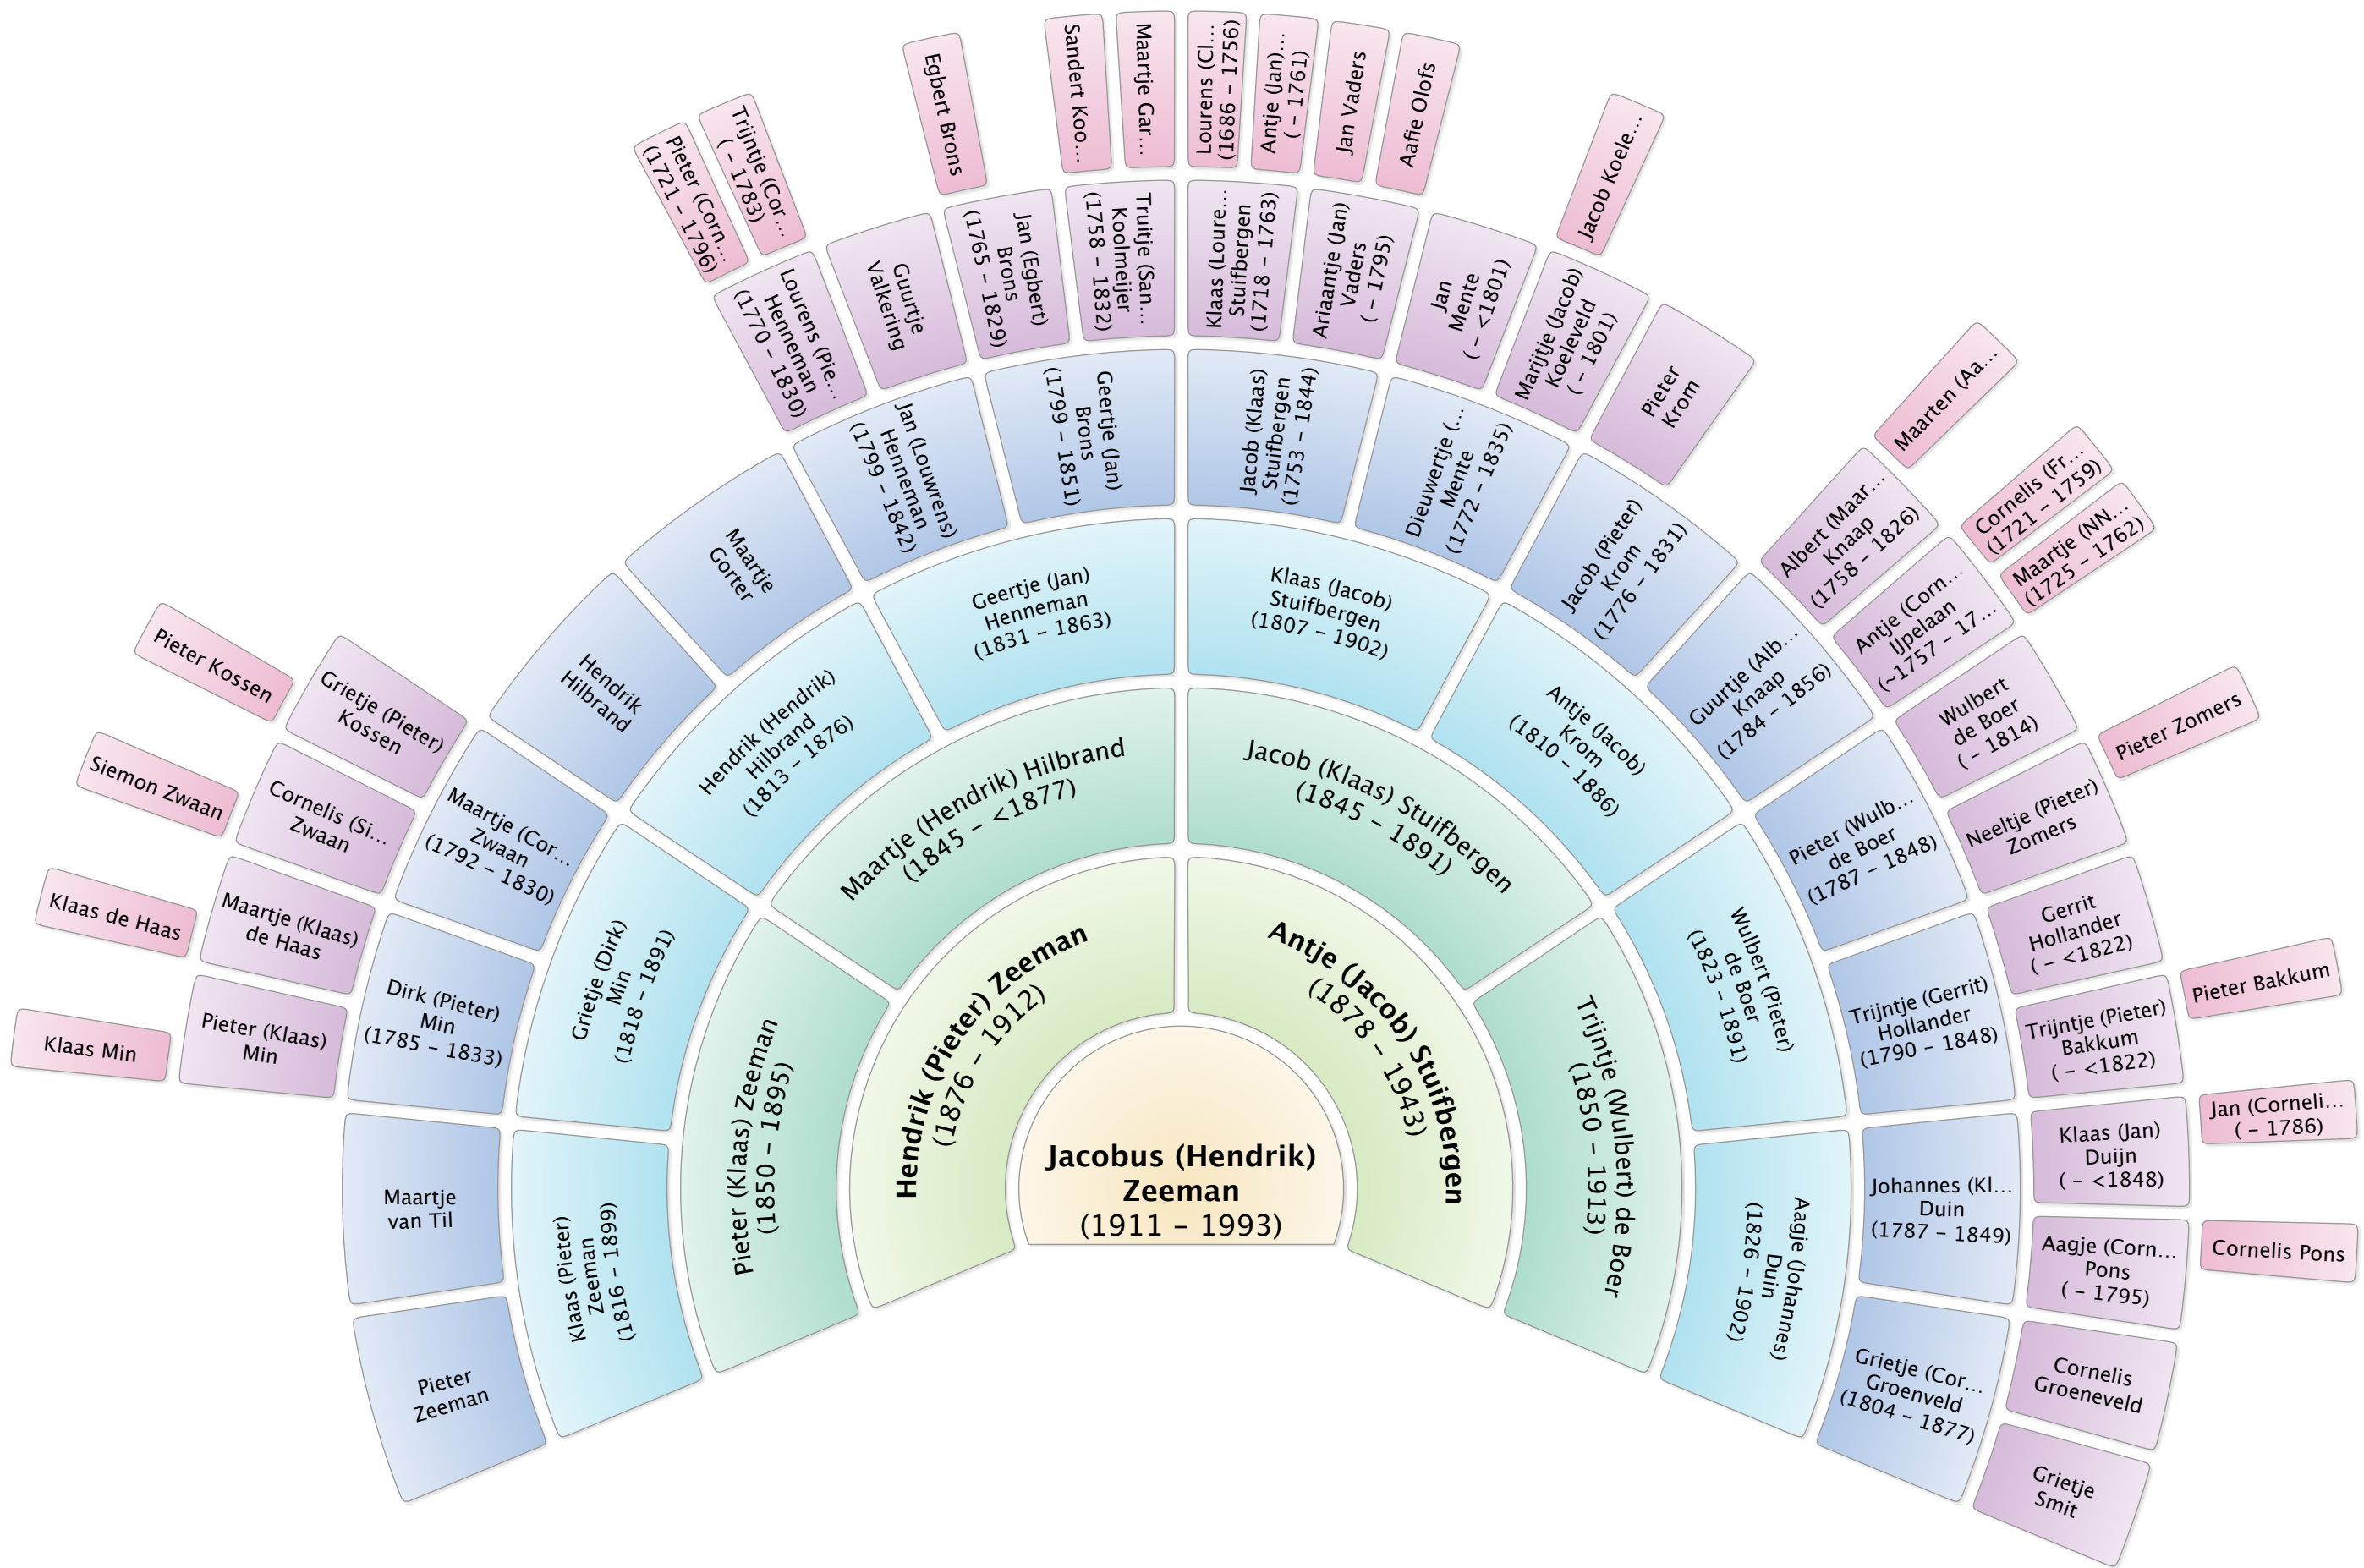 Jacobus (Hendrik)
Zeeman
(1911 – 1993)
Hendrik (Pieter) Zeeman
(1876 – 1912)
Antje (Jacob) Stuifbergen
(1878 – 1943)
Pieter (Klaas) Zeeman
(1850 – 1895)
Maartje (Hendrik) Hilbrand
(1845 – <1877)
Jacob (Klaas) Stuifbergen
(1845 – 1891)
Trijntje (Wulbert) de Boer
(1850 – 1913)
Klaas (Pieter)
Zeeman
(1816 – 1899)
Grietje (Dirk)
Min
(1818 – 1891)
Hendrik (Hendrik)
Hilbrand
(1813 – 1876)
Geertje (Jan)
Henneman
(1831 – 1863)
Klaas (Jacob)
Stuifbergen
(1807 – 1902)
Antje (Jacob)
Krom
(1810 – 1886)
Wulbert (Pieter)
de Boer
(1823 – 1891)
Aagje (Johannes)
Duin
(1826 – 1902)
Pieter
Zeeman
Maartje
van Til
Dirk (Pieter)
Min
(1785 – 1833)
Maartje (Cor…
Zwaan
(1792 – 1830)
Hendrik
Hilbrand
Maartje
Gorter
Jan (Louwrens)
Henneman
(1799 – 1842)
Geertje (Jan)
Brons
(1799 – 1851)
Jacob (Klaas)
Stuifbergen
(1753 – 1844)
Dieuwertje (…
Mente
(1772 – 1835)
Jacob (Pieter)
Krom
(1776 – 1831)
Guurtje (Alb…
Knaap
(1784 – 1856)
Pieter (Wulb…
de Boer
(1787 – 1848)
Trijntje (Gerrit)
Hollander
(1790 – 1848)
Johannes (Kl…
Duin
(1787 – 1849)
Grietje (Cor…
Groenveld
(1804 – 1877)
Pieter (Klaas)
Min
Maartje (Klaas)
de Haas
Cornelis (Si…
Zwaan
Grietje (Pieter)
Kossen
Lourens (Pie…
Henneman
(1770 – 1830)
Guurtje
Valkering
Jan (Egbert)
Brons
(1765 – 1829)
Truitje (San…
Koolmeijer
(1758 – 1832)
Klaas (Loure…
Stuifbergen
(1718 – 1763)
Ariaantje (Jan)
Vaders
( – 1795)
Jan
Mente
( – <1801)
Marijtje (Jacob)
Koeleveld
( – 1801)
Pieter
Krom
Albert (Maar…
Knaap
(1758 – 1826)
Antje (Corn…
IJpelaan
(~1757 – 17…
Wulbert
de Boer
( – 1814)
Neeltje (Pieter)
Zomers
Gerrit
Hollander
( – <1822)
Trijntje (Pieter)
Bakkum
( – <1822)
Klaas (Jan)
Duijn
( – <1848)
Aagje (Corn…
Pons
( – 1795)
Cornelis
Groeneveld
Grietje
Smit
Klaas Min
Klaas de Haas
Siemon Zwaan
Pieter Kossen
Pieter (Corn…
(1721 – 1796)
Trijntje (Cor…
( – 1783)
Egbert Brons
Sandert Koo…
Maartje Gar…
Lourens (Cl…
(1686 – 1756)
Antje (Jan)…
( – 1761)
Jan Vaders
Aafie Olofs
Jacob Koele…
Maarten (Aa…
Cornelis (Fr…
(1721 – 1759)
Maartje (NN…
(1725 – 1762)
Pieter Zomers
Pieter Bakkum
Jan (Corneli…
( – 1786)
Cornelis Pons